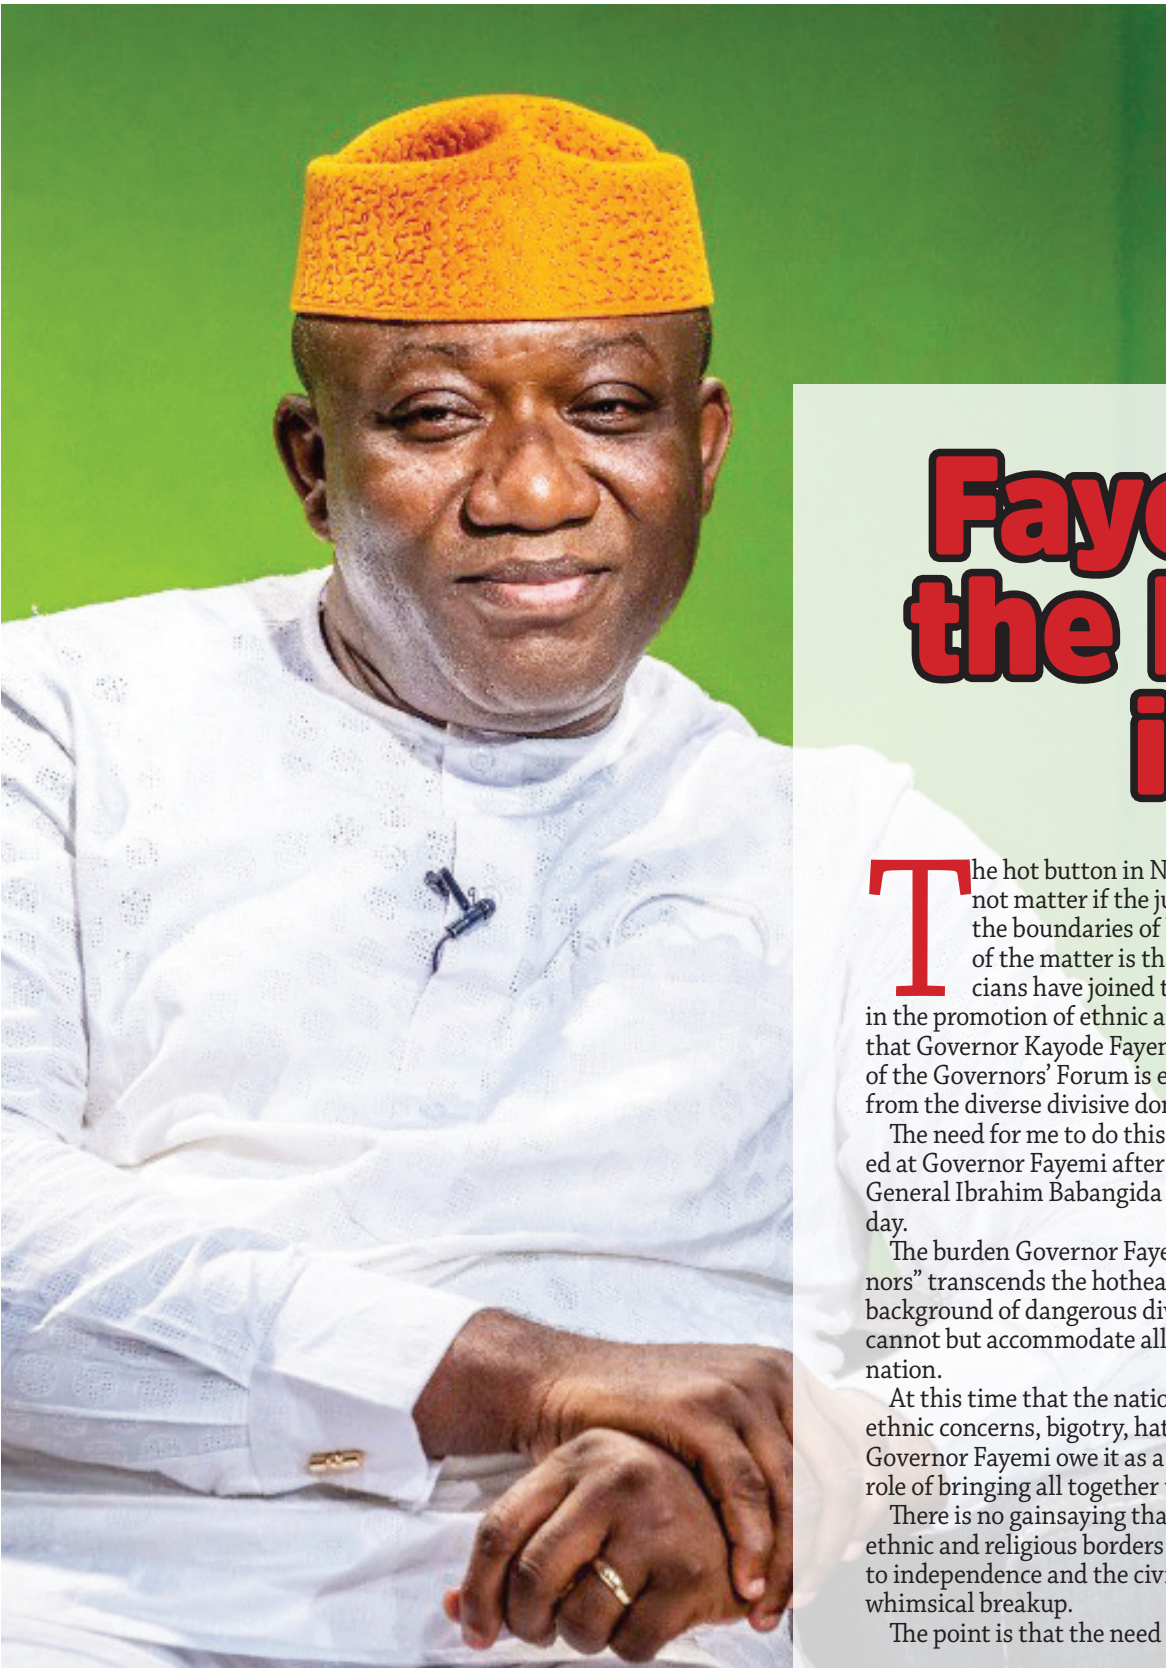 Faye
the
i
The hot button in N
not matter if the ju
the boundaries of
of the matter is th
cians have joined t
in the promotion of ethnic a
that Governor Kayode Fayem
of the Governors’ Forum is e
from the diverse divisive dor
The need for me to do this
ed at Governor Fayemi after
General Ibrahim Babangida
day.
The burden Governor Faye
nors” transcends the hothea
background of dangerous div
cannot but accommodate all
nation.
At this time that the natio
ethnic concerns, bigotry, hat
Governor Fayemi owe it as a
role of bringing all together
There is no gainsaying tha
ethnic and religious borders
to independence and the civi
whimsical breakup.
The point is that the need